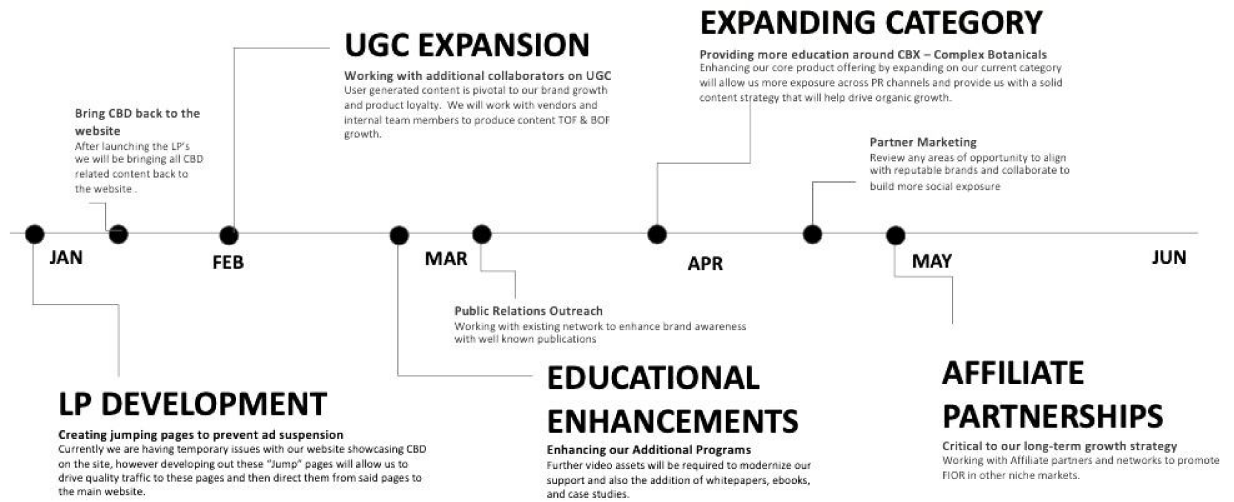 EXPANDING CATEGORY
Providing more education around CBX – Complex Botanicals
Enhancing our core product offering by expanding on our current category
will allow us more exposure across PR channels and provide us with a solid
content strategy that will help drive organic growth.
UGC EXPANSION
Working with additional collaborators on UGC
User generated content is pivotal to our brand growth
and product loyalty.  We will work with vendors and
internal team members to produce content TOF & BOF
growth.
Bring CBD back to the
website
After launching the LP's
we will be bringing all CBD
related content back to
the website .
Partner Marketing
Review any areas of opportunity to align
with reputable brands and collaborate to
build more social exposure
JAN
FEB
MAR
APR
MAY
JUN
Public Relations Outreach
Working with existing network to enhance brand awareness
with well known publications
LP DEVELOPMENT
Creating jumping pages to prevent ad suspension
Currently we are having temporary issues with our website showcasing CBD
on the site, however developing out these “Jump” pages will allow us to
drive quality traffic to these pages and then direct them from said pages to
the main website.
EDUCATIONAL
ENHANCEMENTS
Enhancing our Additional Programs
Further video assets will be required to modernize our
support and also the addition of whitepapers, ebooks,
and case studies.
AFFILIATE
PARTNERSHIPS
Critical to our long-term growth strategy
Working with Affiliate partners and networks to promote
FIOR in other niche markets.